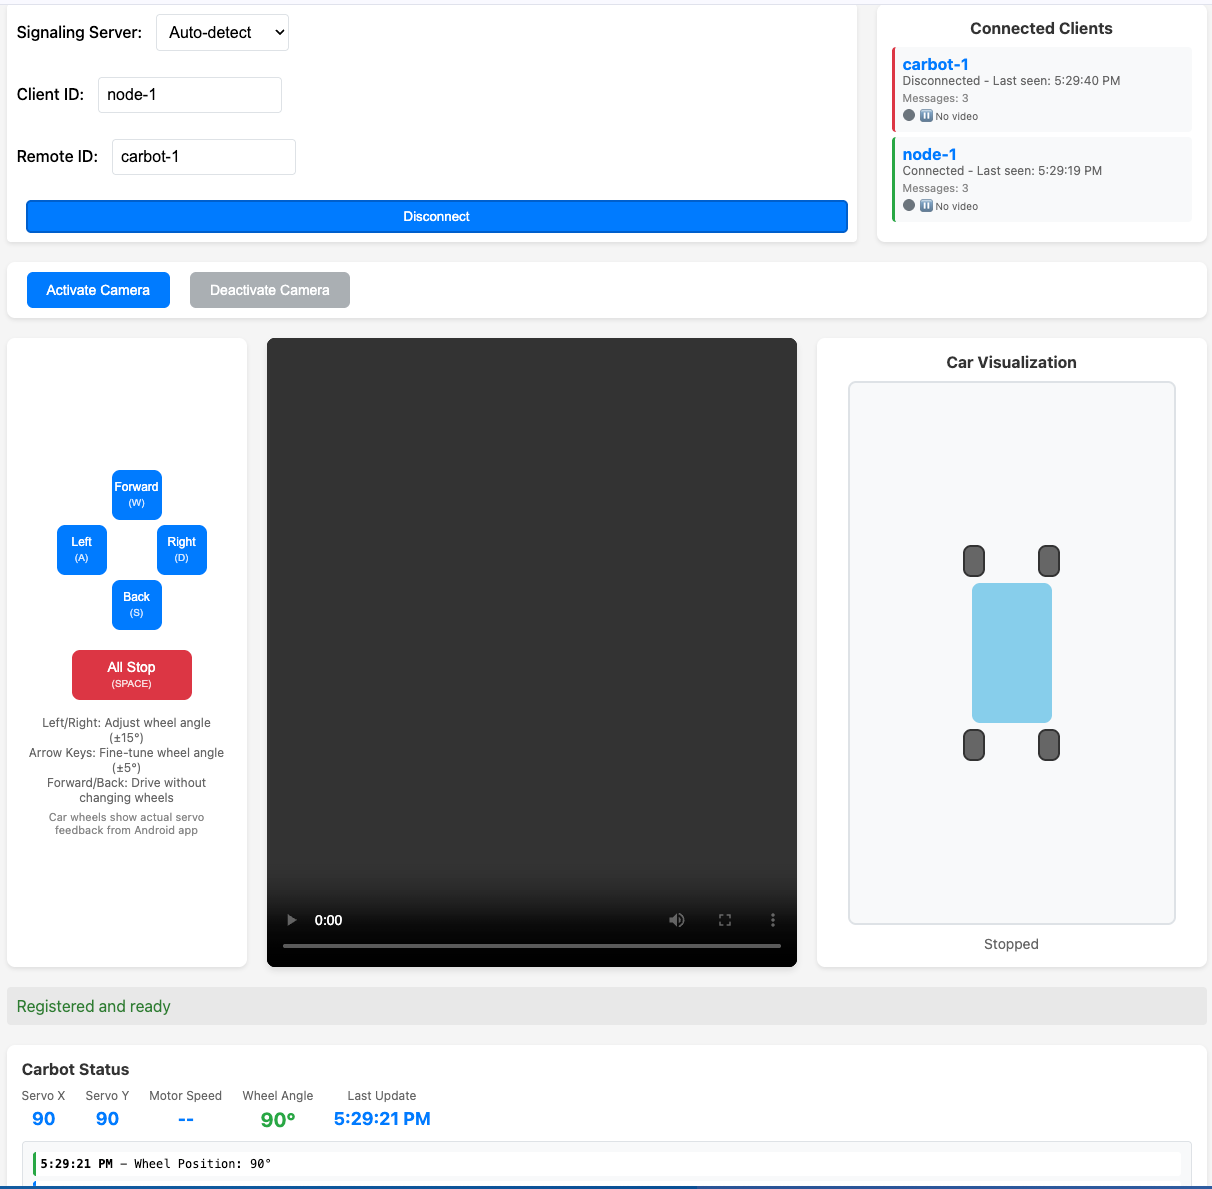 Signaling Server: Auto-detect
Client ID: node-1
Remote ID: carbot-1
Disconnect
Connected Clients
carbot-1
Disconnected - Last seen: 5:29:40 PM
Messages: 3
No video
node-1
Connected - Last seen: 5:29:19 PM
Messages: 3
No video
Activate Camera Deactivate Camera
Forward
(W)
Left
(A)
Right
(D)
Back
(S)
All Stop
(SPACE)
Left/Right: Adjust wheel angle
(±15°)
Arrow Keys: Fine-tune wheel angle
(±5°)
Forward/Back: Drive without
changing wheels
Car wheels show actual servo
feedback from Android app
0:00
Car Visualization
Stopped
Registered and ready
Carbot Status
Servo X Servo Y Motor Speed Wheel Angle Last Update
90 90 -- 90° 5:29:21 PM
5:29:21 PM – Wheel Position: 90°